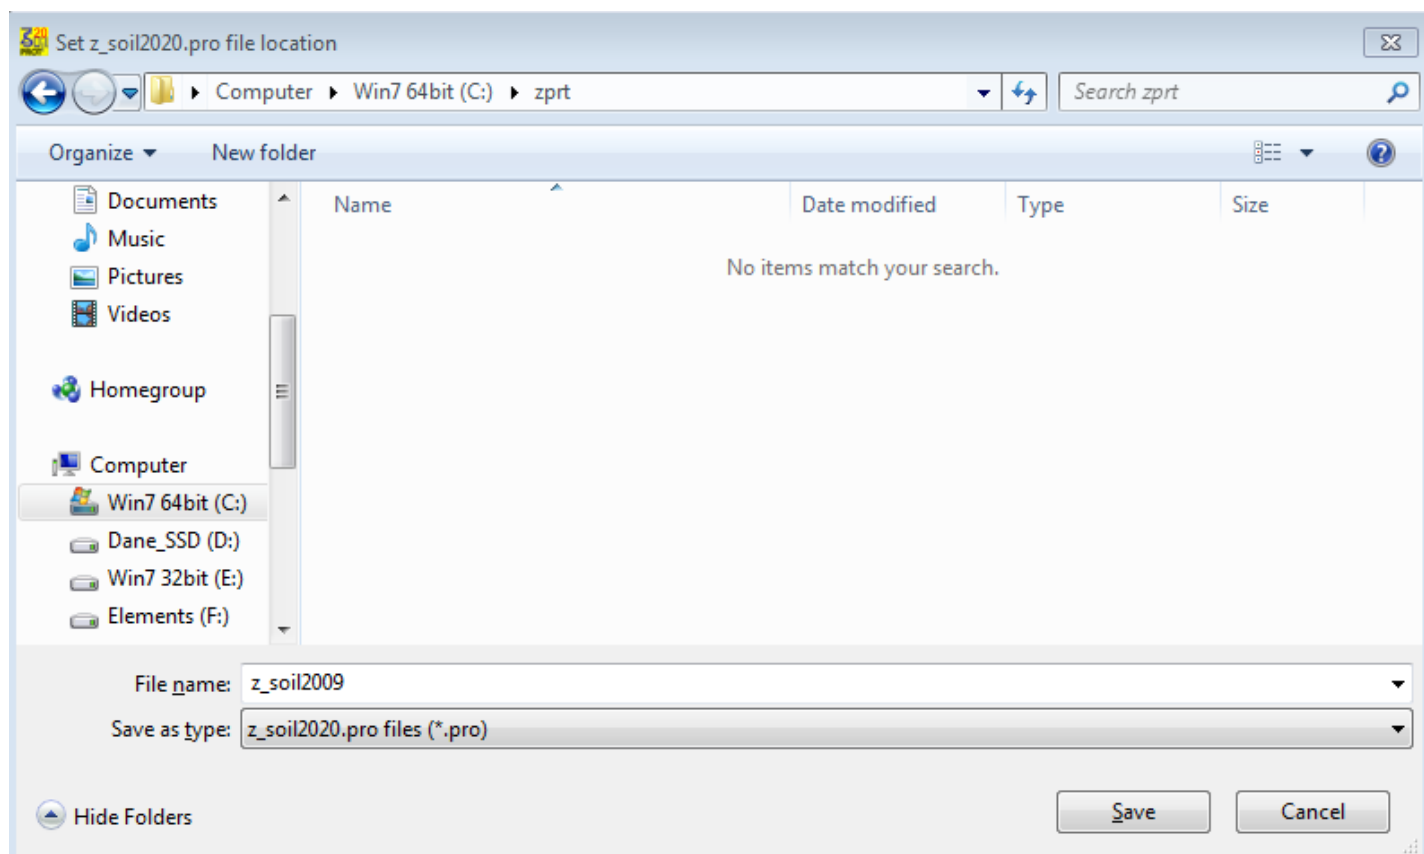 Set z_soil2020.pro file location
Computer Win7 64bit (C:) zprt Search zprt
Organize New folder
Documents
Music
Pictures
Videos
Homegroup
Computer
Win7 64bit (C:)
Dane_SSD (D:)
Win7 32bit (E:)
Elements (F:)
Name Date modified Type Size
No items match your search.
File name: z_soil2009
Save as type: z_soil2020.pro files (*.pro)
Hide Folders Save Cancel